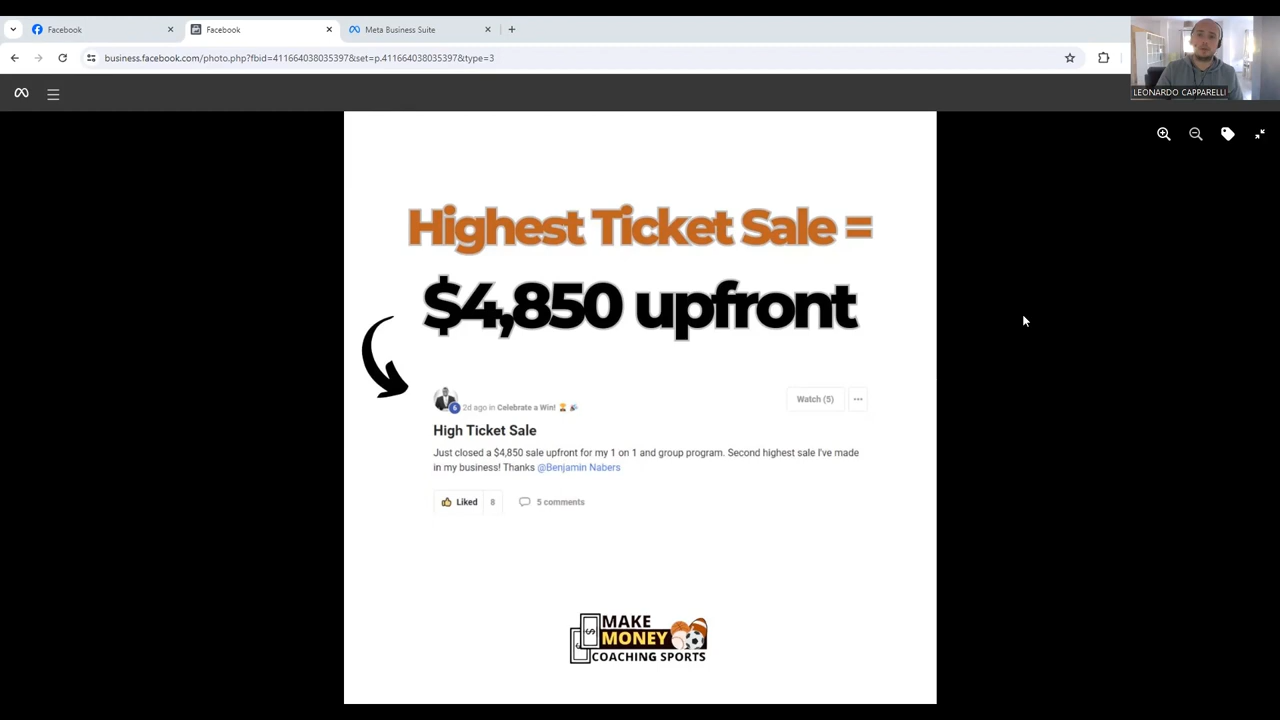 Facebook
Facebook
Meta Business Suite
business.facebook.com/photo.php?fbid=411664038035397&set=p.411664038035397&type=3
LEONARDO CAPPARELLI
Highest Ticket Sale =
$4,850 upfront
6
2d ago in Celebrate a Win! 🏆 🎉
Watch (5)
High Ticket Sale
Just closed a $4,850 sale upfront for my 1 on 1 and group program. Second highest sale I've made
in my business! Thanks @Benjamin Nabers
Liked 8
5 comments
MAKE
MONEY
COACHING SPORTS